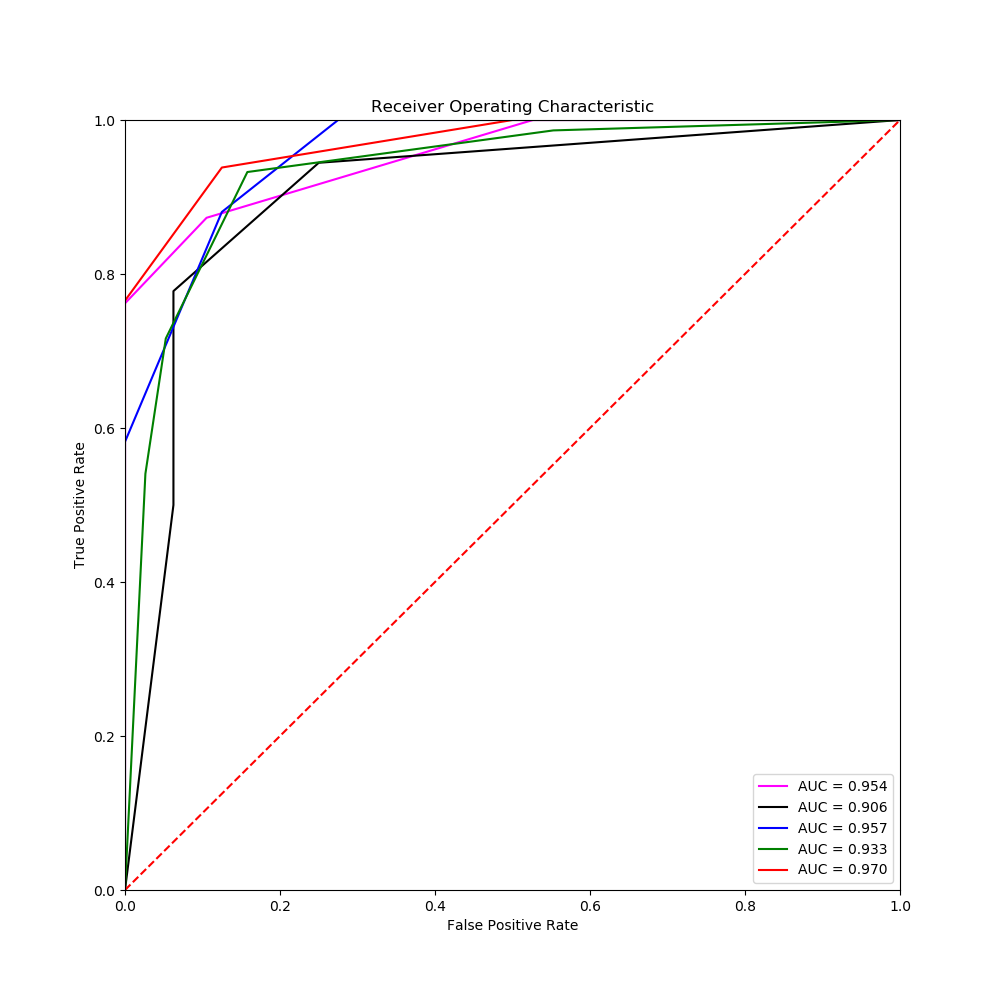 Receiver Operating Characteristic
1.0
0.8
0.6
0.4
0.2
0.0
True Positive Rate
AUC = 0.954
AUC = 0.906
AUC = 0.957
AUC = 0.933
AUC = 0.970
0.0 0.2 0.4 0.6 0.8 1.0
False Positive Rate